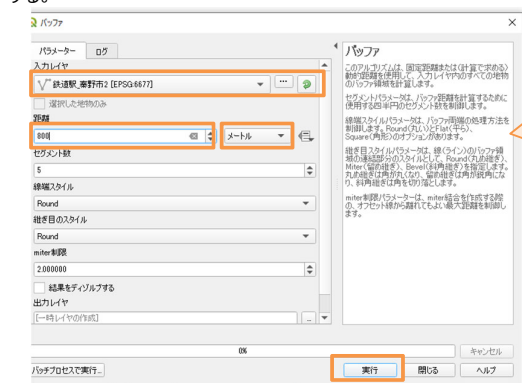 する。
バッファ
パラメーター ログ
入力レイヤ
鉄道駅_秦野市2 [EPSG:6677]
選択した地物のみ
距離
800 メートル
セグメント数
5
線端スタイル
Round
継ぎ目のスタイル
Round
miter制限
2.000000
結果をディゾルブする
出力レイヤ
[一時レイヤの作成]
0% キャンセル
バッチプロセスで実行... 実行 閉じる ヘルプ
バッファ
このアルゴリズムは、固定距離または(計算で求める)
動的距離を使用して、入力レイヤ内のすべての地物
のバッファ領域を計算します。
セグメントパラメータは、バッファ距離を計算するために
使用する四半円のセグメント数を制御します。
線端スタイルパラメータは、バッファ両端の処理方法を
制御します。Round(丸い)とFlat(平ら)、
Square(角形)のオプションがあります。
継ぎ目スタイルパラメータは、線(ライン)のバッファ領
域の連結部分のスタイルとして、Round(丸め継ぎ)、
Miter(留め継ぎ)、Bevel(斜角継ぎ)を指定します。
丸め継ぎは角が丸くなり、留め継ぎは角が鋭角にな
り、斜角継ぎは角を切り落とします。
miter制限パラメーターは、miter結合を作成する際
の、オフセット線から離れてもよい最大距離を制御し
ます。